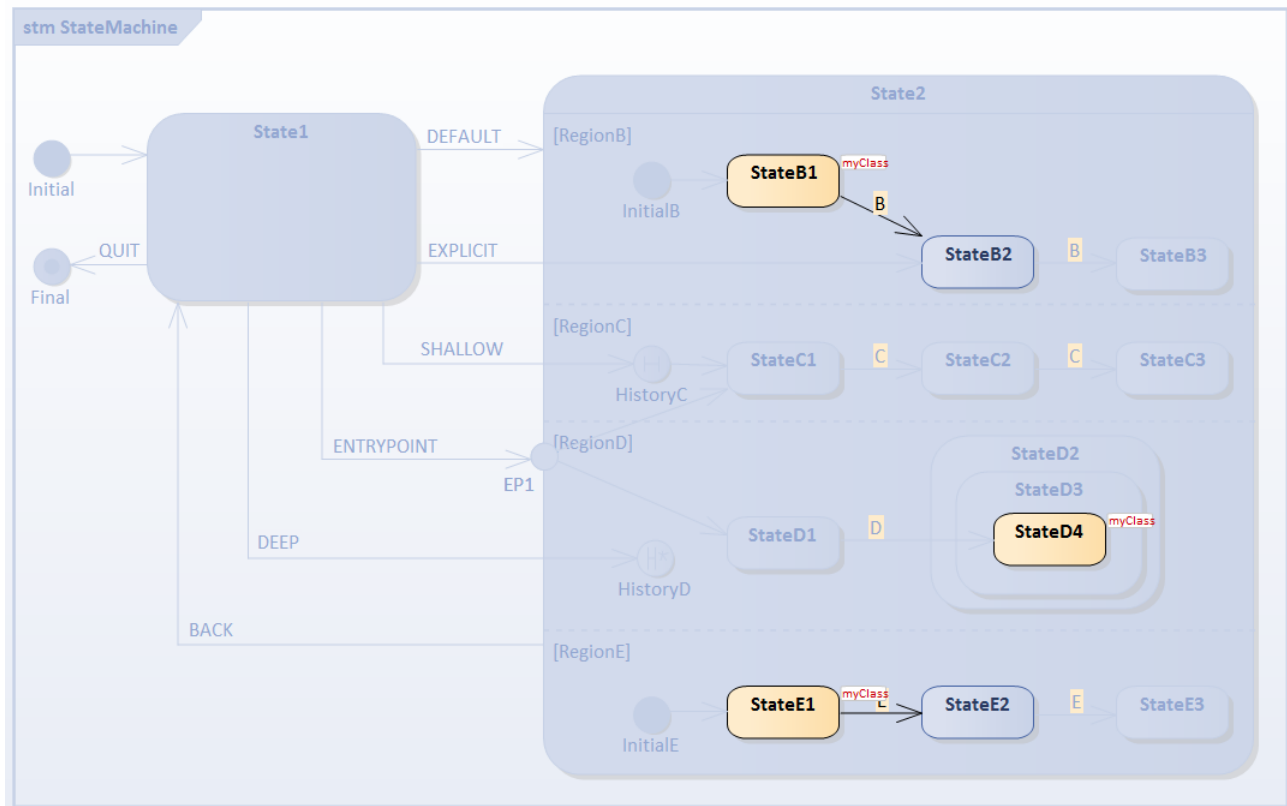 stm StateMachine
State2
State1
DEFAULT
[RegionB]
Initial
InitialB
StateB1
myClass
B
QUIT
EXPLICIT
StateB2
B
StateB3
Final
[RegionC]
SHALLOW
HistoryC
StateC1
C
StateC2
C
StateC3
ENTRYPOINT
EP1
[RegionD]
StateD2
StateD3
StateD4
myClass
StateD1
D
DEEP
H*
HistoryD
BACK
[RegionE]
InitialE
StateE1
myClass
E
StateE2
E
StateE3